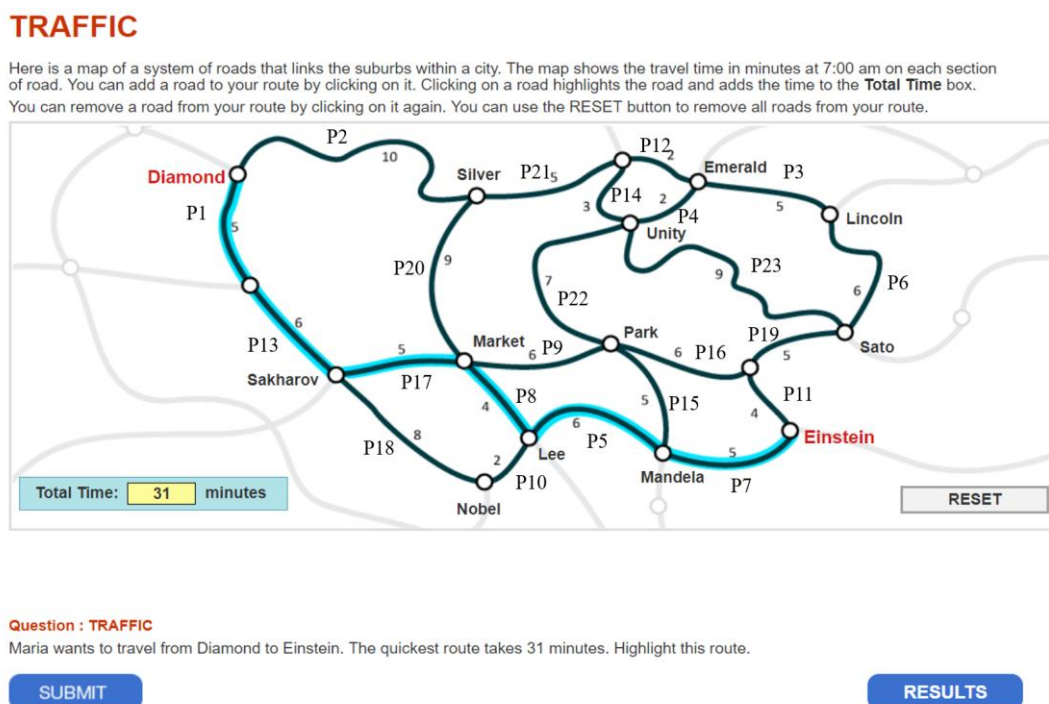 TRAFFIC
Here is a map of a system of roads that links the suburbs within a city. The map shows the travel time in minutes at 7:00 am on each section
of road. You can add a road to your route by clicking on it. Clicking on a road highlights the road and adds the time to the Total Time box.
You can remove a road from your route by clicking on it again. You can use the RESET button to remove all roads from your route.
P2
10
P12
2
Diamond
Silver
P21
5
Emerald
P3
P1
5
3
P14
2
P4
5
Lincoln
Unity
P20
9
7
P22
9
P23
6
P6
P13
6
Market
6
P9
Park
P19
Sato
5
P17
6
P16
5
Sakharov
4
P8
5
P15
4
P11
P18
8
2
P10
Lee
6
P5
5
Einstein
Mandela
P7
Total Time:
31
minutes
Nobel
RESET
Question : TRAFFIC
Maria wants to travel from Diamond to Einstein. The quickest route takes 31 minutes. Highlight this route.
SUBMIT
RESULTS